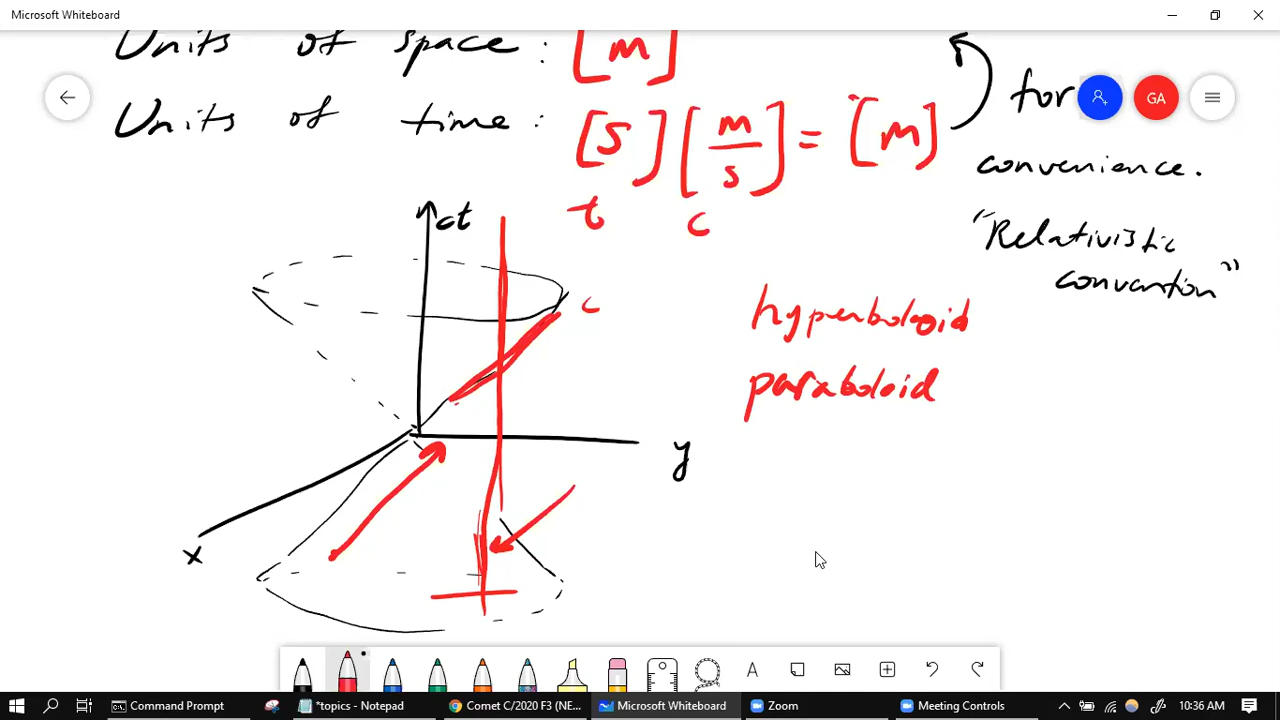 Microsoft Whiteboard
Units of space : [m]
Units of time : [s] [m/s] = [m]
t c
for
GA
convenience.
"Relativistic
convention"
ct
c
hyperboloid
paraboloid
y
x
A
Command Prompt
*topics - Notepad
Comet C/2020 F3 (NE...
Microsoft Whiteboard
Zoom
Meeting Controls
10:36 AM